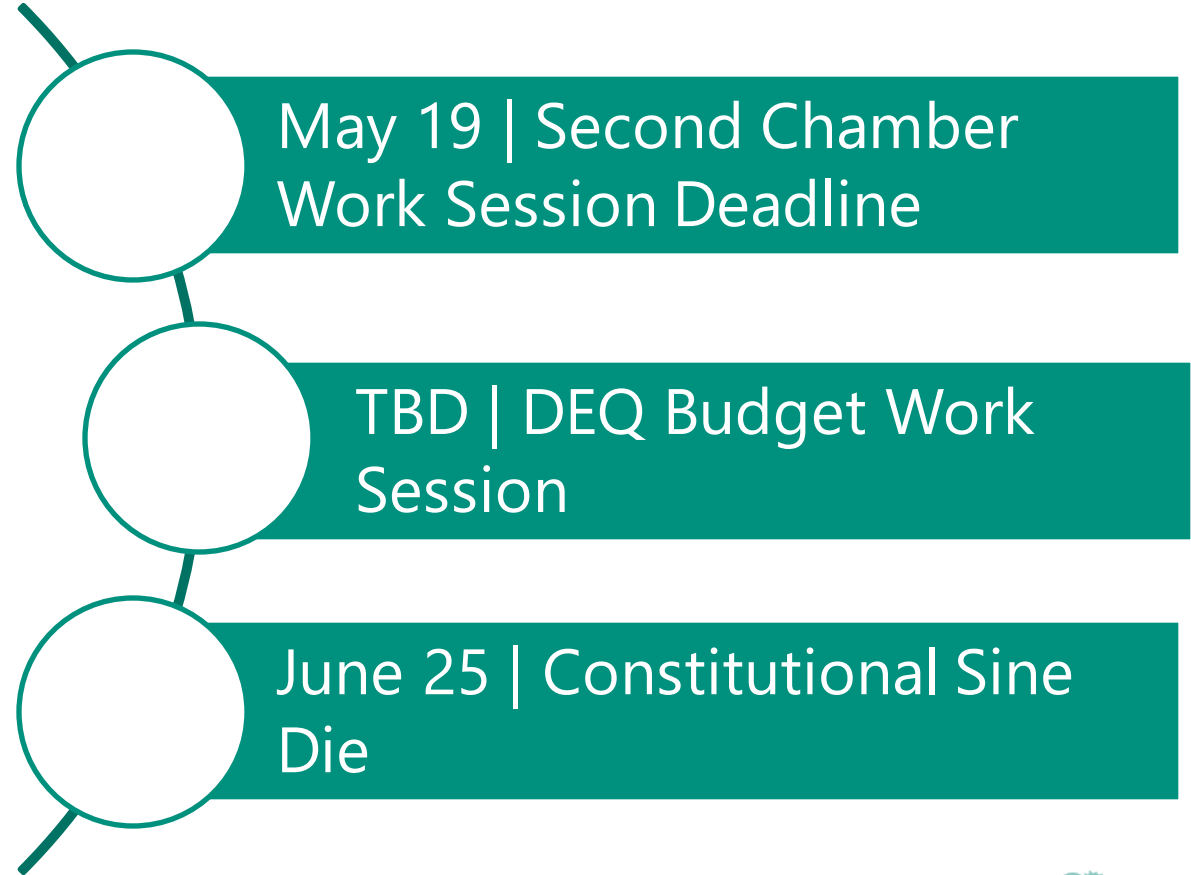 May 19 | Second Chamber
Work Session Deadline
TBD | DEQ Budget Work
Session
June 25 | Constitutional Sine
Die